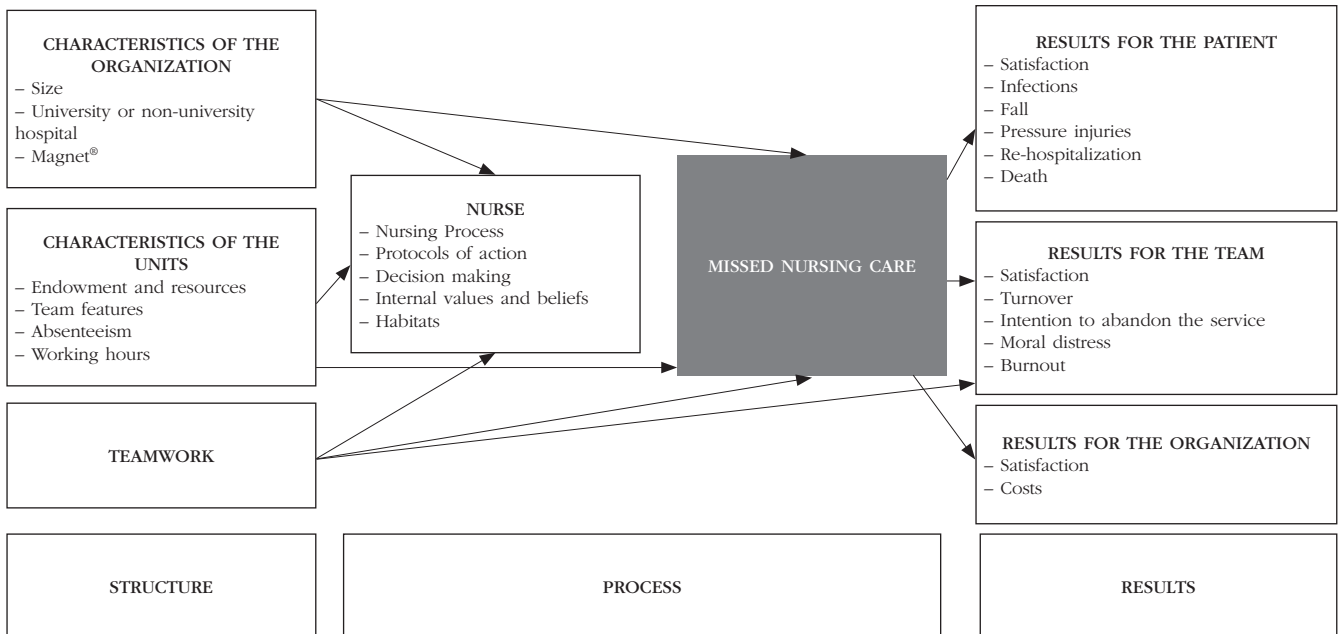 CHARACTERISTICS OF THE
ORGANIZATION
– Size
– University or non-university
hospital
– Magnet®
CHARACTERISTICS OF THE
UNITS
– Endowment and resources
– Team features
– Absenteeism
– Working hours
TEAMWORK
NURSE
– Nursing Process
– Protocols of action
– Decision making
– Internal values and beliefs
– Habitats
MISSED NURSING CARE
RESULTS FOR THE PATIENT
– Satisfaction
– Infections
– Fall
– Pressure injuries
– Re-hospitalization
– Death
RESULTS FOR THE TEAM
– Satisfaction
– Turnover
– Intention to abandon the service
– Moral distress
– Burnout
RESULTS FOR THE ORGANIZATION
– Satisfaction
– Costs
STRUCTURE
PROCESS
RESULTS